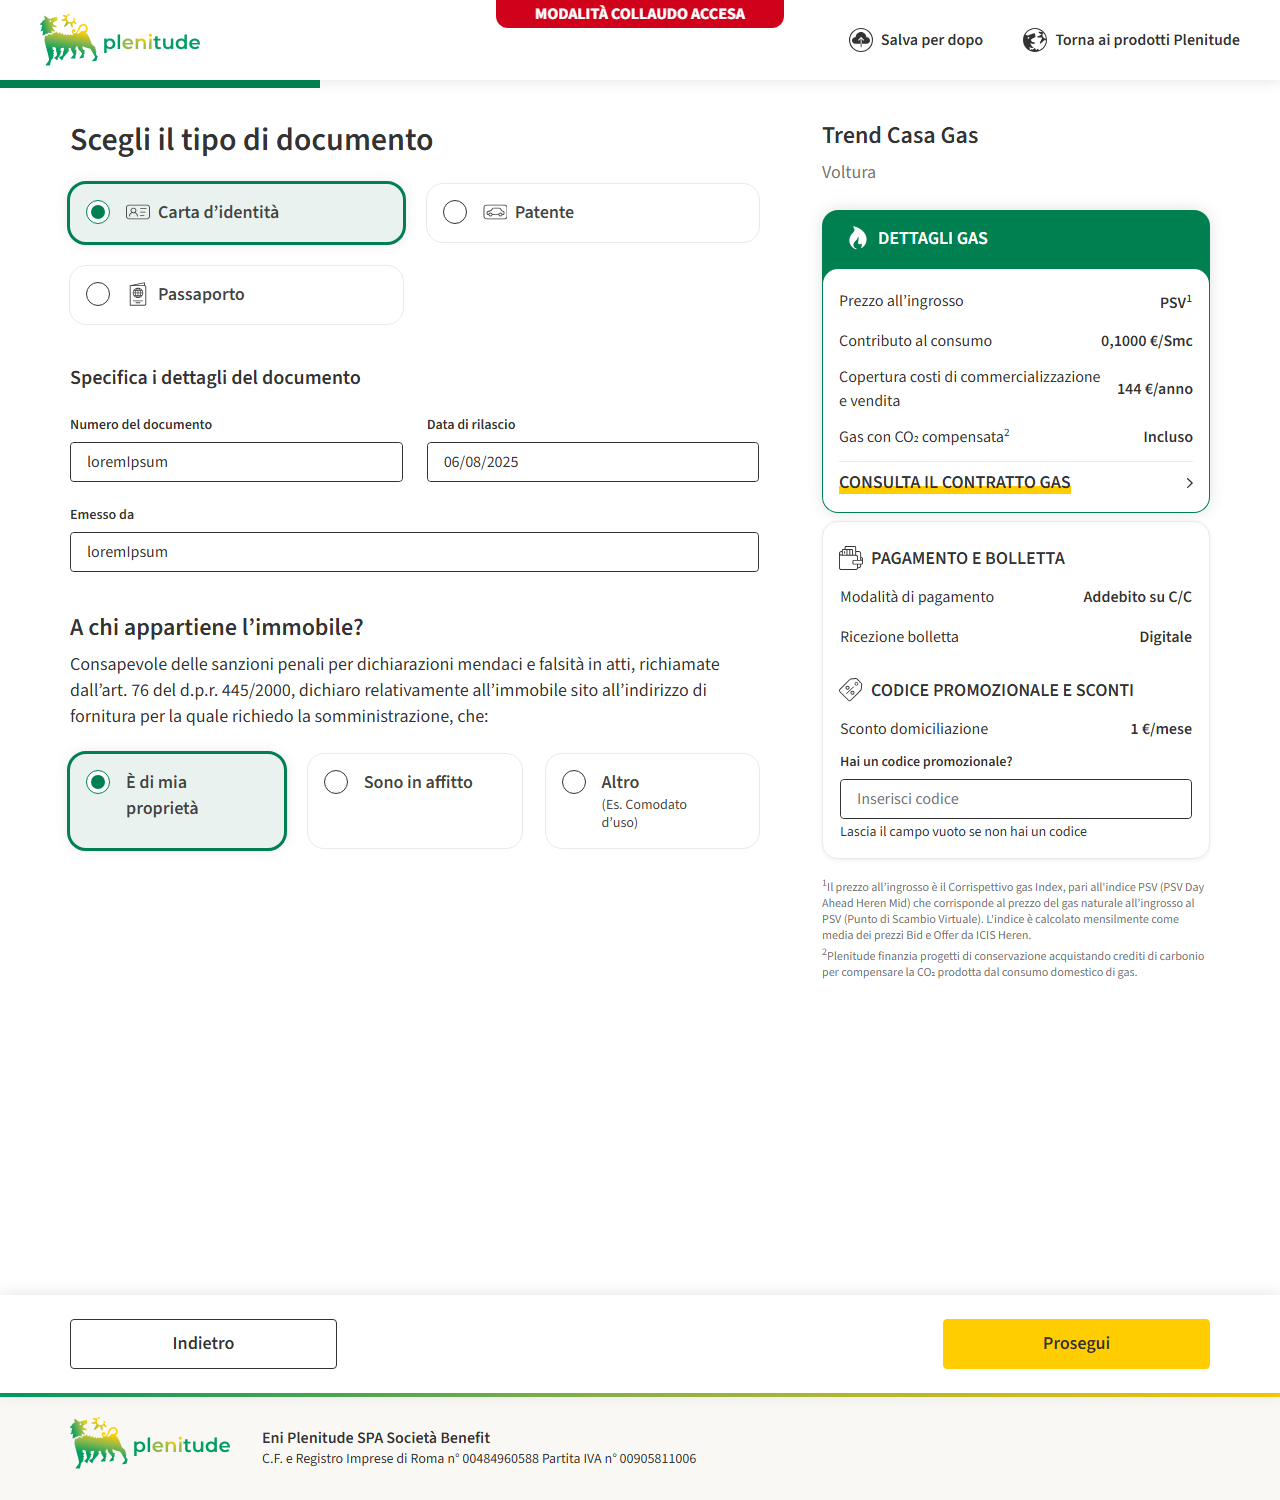 MODALITÀ COLLAUDO ACCESA
plenitude
Salva per dopo
Torna ai prodotti Plenitude
Scegli il tipo di documento
Carta d’identità
Patente
Passaporto
Specifica i dettagli del documento
Numero del documento
Data di rilascio
loremIpsum
06/08/2025
Emesso da
loremIpsum
A chi appartiene l’immobile?
Consapevole delle sanzioni penali per dichiarazioni mendaci e falsità in atti, richiamate
dall’art. 76 del d.p.r. 445/2000, dichiaro relativamente all’immobile sito all’indirizzo di
fornitura per la quale richiedo la somministrazione, che:
È di mia
proprietà
Sono in affitto
Altro
(Es. Comodato
d’uso)
Trend Casa Gas
Voltura
DETTAGLI GAS
Prezzo all’ingrosso PSV¹
Contributo al consumo 0,1000 €/Smc
Copertura costi di commercializzazione
e vendita 144 €/anno
Gas con CO₂ compensata² Incluso
CONSULTA IL CONTRATTO GAS
PAGAMENTO E BOLLETTA
Modalità di pagamento Addebito su C/C
Ricezione bolletta Digitale
CODICE PROMOZIONALE E SCONTI
Sconto domiciliazione 1 €/mese
Hai un codice promozionale?
Inserisci codice
Lascia il campo vuoto se non hai un codice
¹Il prezzo all’ingrosso è il Corrispettivo gas Index, pari all'indice PSV (PSV Day
Ahead Heren Mid) che corrisponde al prezzo del gas naturale all’ingrosso al
PSV (Punto di Scambio Virtuale). L’indice è calcolato mensilmente come
media dei prezzi Bid e Offer da ICIS Heren.
²Plenitude finanzia progetti di conservazione acquistando crediti di carbonio
per compensare la CO₂ prodotta dal consumo domestico di gas.
Indietro
Prosegui
plenitude
Eni Plenitude SPA Società Benefit
C.F. e Registro Imprese di Roma n° 00484960588 Partita IVA n° 00905811006